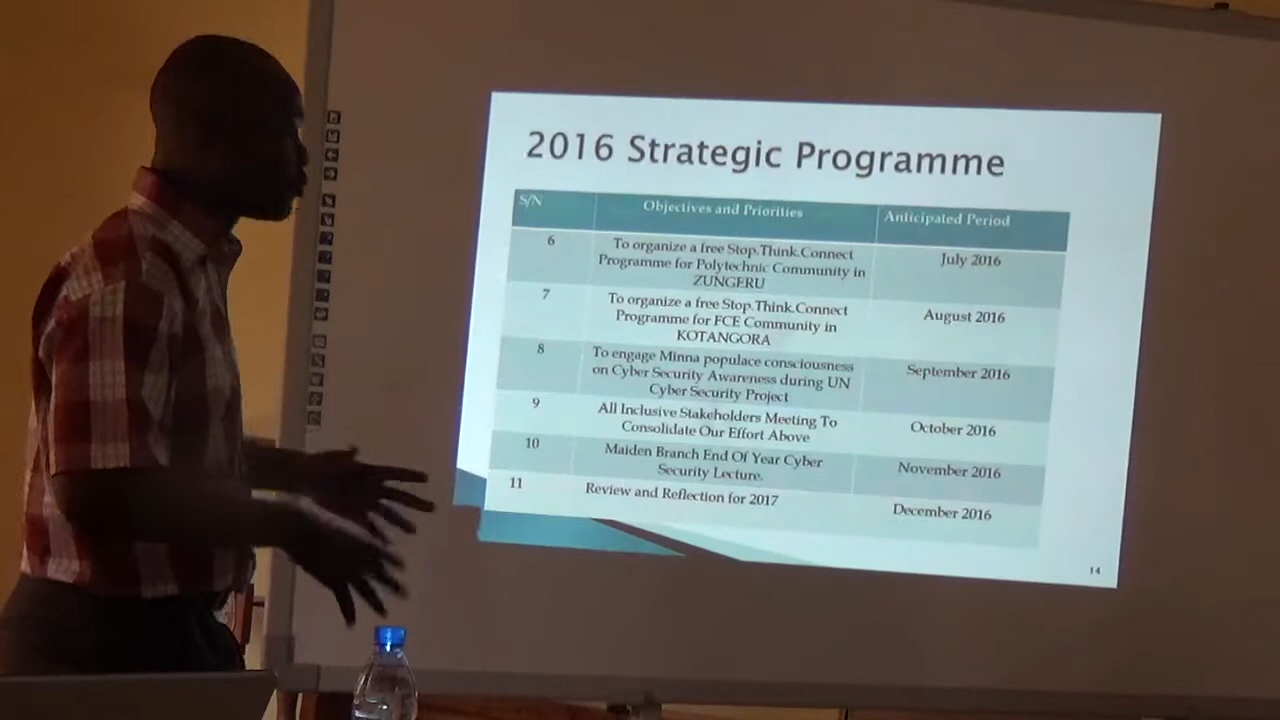 2016 Strategic Programme
S/N Objectives and Priorities Anticipated Period
6 To organize a free Stop.Think.Connect July 2016
Programme for Polytechnic Community in
ZUNGERU
7 To organize a free Stop.Think.Connect August 2016
Programme for FCE Community in
KOTANGORA
8 To engage Minna populace consciousness September 2016
on Cyber Security Awareness during UN
Cyber Security Project
9 All Inclusive Stakeholders Meeting To October 2016
Consolidate Our Effort Above
10 Maiden Branch End Of Year Cyber November 2016
Security Lecture.
11 Review and Reflection for 2017 December 2016
14